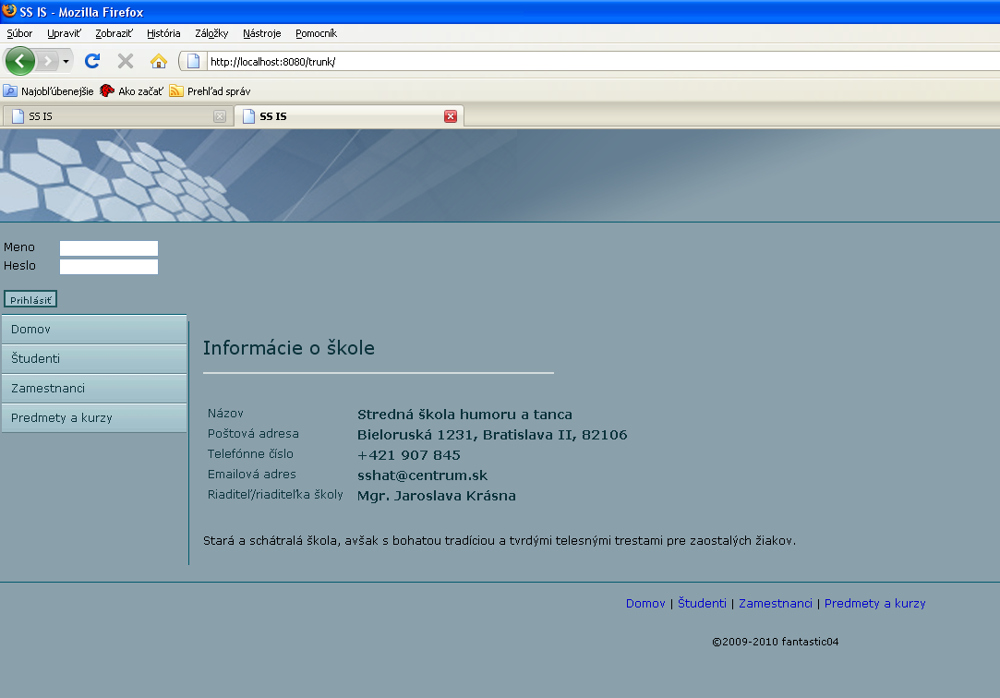 SS IS - Mozilla Firefox
Súbor Upraviť Zobraziť História Záložky Nástroje Pomocník
http://localhost:8080/trunk/
Najobľúbenejšie Ako začať Prehľad správ
SS IS SS IS
Meno
Heslo
Prihlásiť
Domov
Študenti
Zamestnanci
Predmety a kurzy
Informácie o škole
Názov Stredná škola humoru a tanca
Poštová adresa Bieloruská 1231, Bratislava II, 82106
Telefónne číslo +421 907 845
Emailová adres sshat@centrum.sk
Riaditeľ/riaditeľka školy Mgr. Jaroslava Krásna
Stará a schátralá škola, avšak s bohatou tradíciou a tvrdými telesnými trestami pre zaostalých žiakov.
Domov | Študenti | Zamestnanci | Predmety a kurzy
©2009-2010 fantastic04